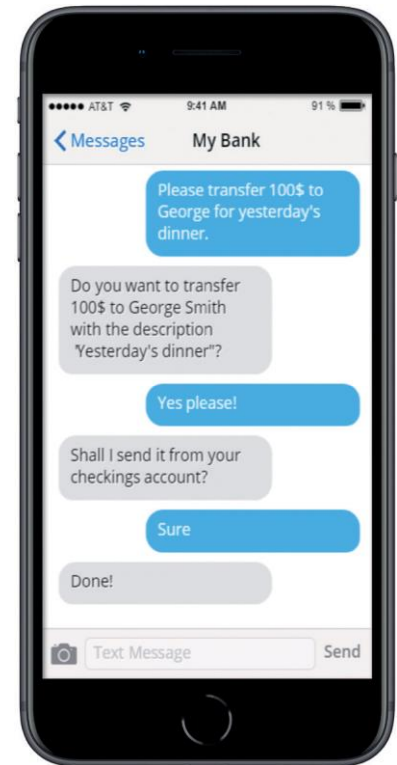 AT&T 9:41 AM 91 %
Messages My Bank
Please transfer 100$ to
George for yesterday's
dinner.
Do you want to transfer
100$ to George Smith
with the description
"Yesterday's dinner"?
Yes please!
Shall I send it from your
checkings account?
Sure
Done!
Text Message Send